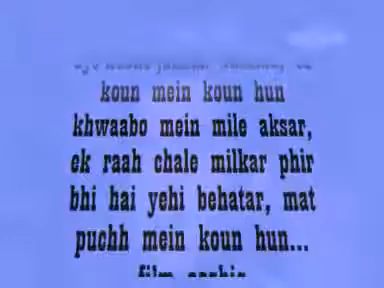 koun mein koun hun
khwaabo mein mile aksar,
ek raah chale milkar phir
bhi hai yehi behatar, mat
puchh mein koun hun...
film